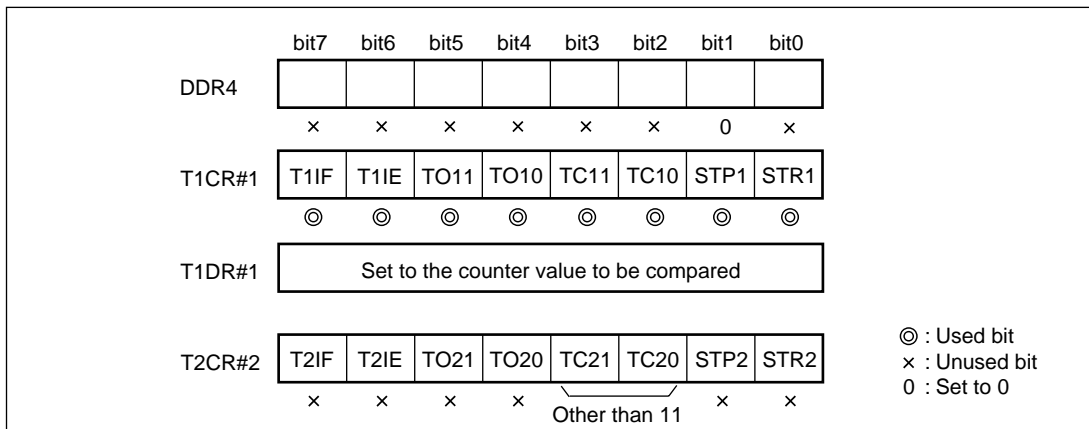 bit7 bit6 bit5 bit4 bit3 bit2 bit1 bit0
DDR4
× × × × × × 0 ×
T1CR#1 T1IF T1IE TO11 TO10 TC11 TC10 STP1 STR1
◎ ◎ ◎ ◎ ◎ ◎ ◎ ◎
T1DR#1 Set to the counter value to be compared
T2CR#2 T2IF T2IE TO21 TO20 TC21 TC20 STP2 STR2
× × × × Other than 11 × ×
◎ : Used bit
× : Unused bit
0 : Set to 0